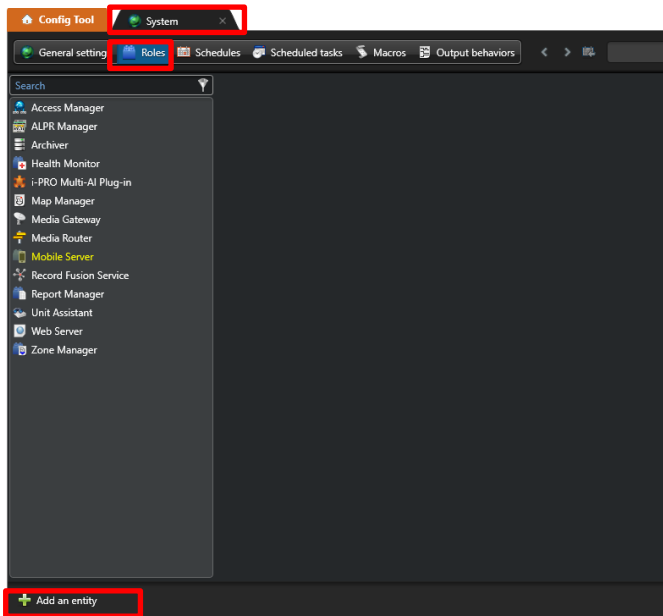 Config Tool
System
General setting
Roles
Schedules
Scheduled tasks
Macros
Output behaviors
Search
Access Manager
ALPR Manager
Archiver
Health Monitor
i-PRO Multi-AI Plug-in
Map Manager
Media Gateway
Media Router
Mobile Server
Record Fusion Service
Report Manager
Unit Assistant
Web Server
Zone Manager
Add an entity